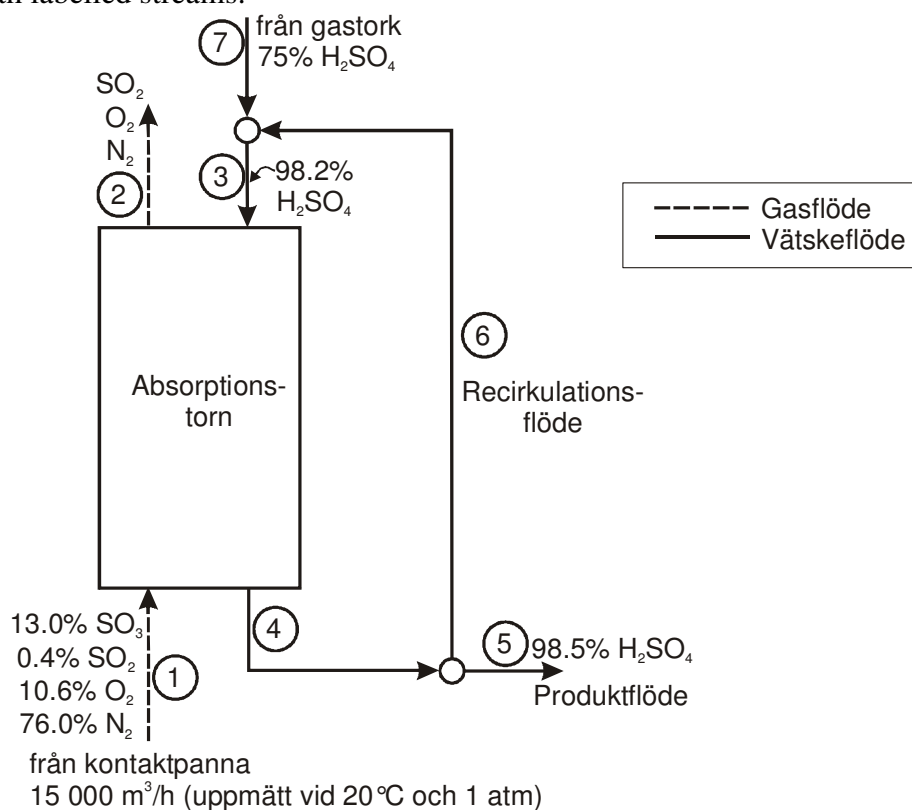 7
från gastork
75% H₂SO₄
SO₂
O₂
N₂
2
3
98.2%
H₂SO₄
Gasflöde
Vätskeflöde
Absorptions-
torn
6
Recirkulations-
flöde
13.0% SO₃
0.4% SO₂
10.6% O₂
76.0% N₂
1
4
5
98.5% H₂SO₄
Produktflöde
från kontaktpanna
15 000 m³/h (uppmätt vid 20°C och 1 atm)